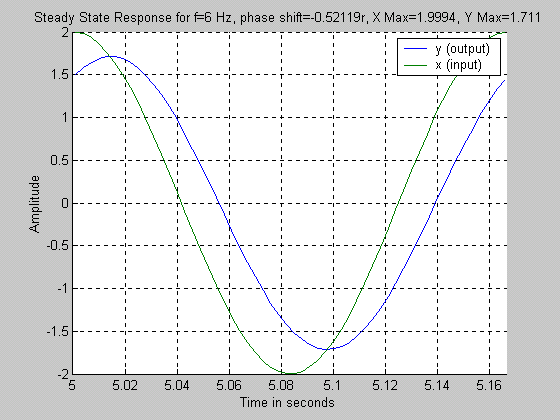 Steady State Response for f=6 Hz, phase shift=-0.52119r, X Max=1.9994, Y Max=1.711
y (output)
x (input)
2
1.5
1
0.5
0
-0.5
-1
-1.5
-2
Amplitude
5 5.02 5.04 5.06 5.08 5.1 5.12 5.14 5.16
Time in seconds